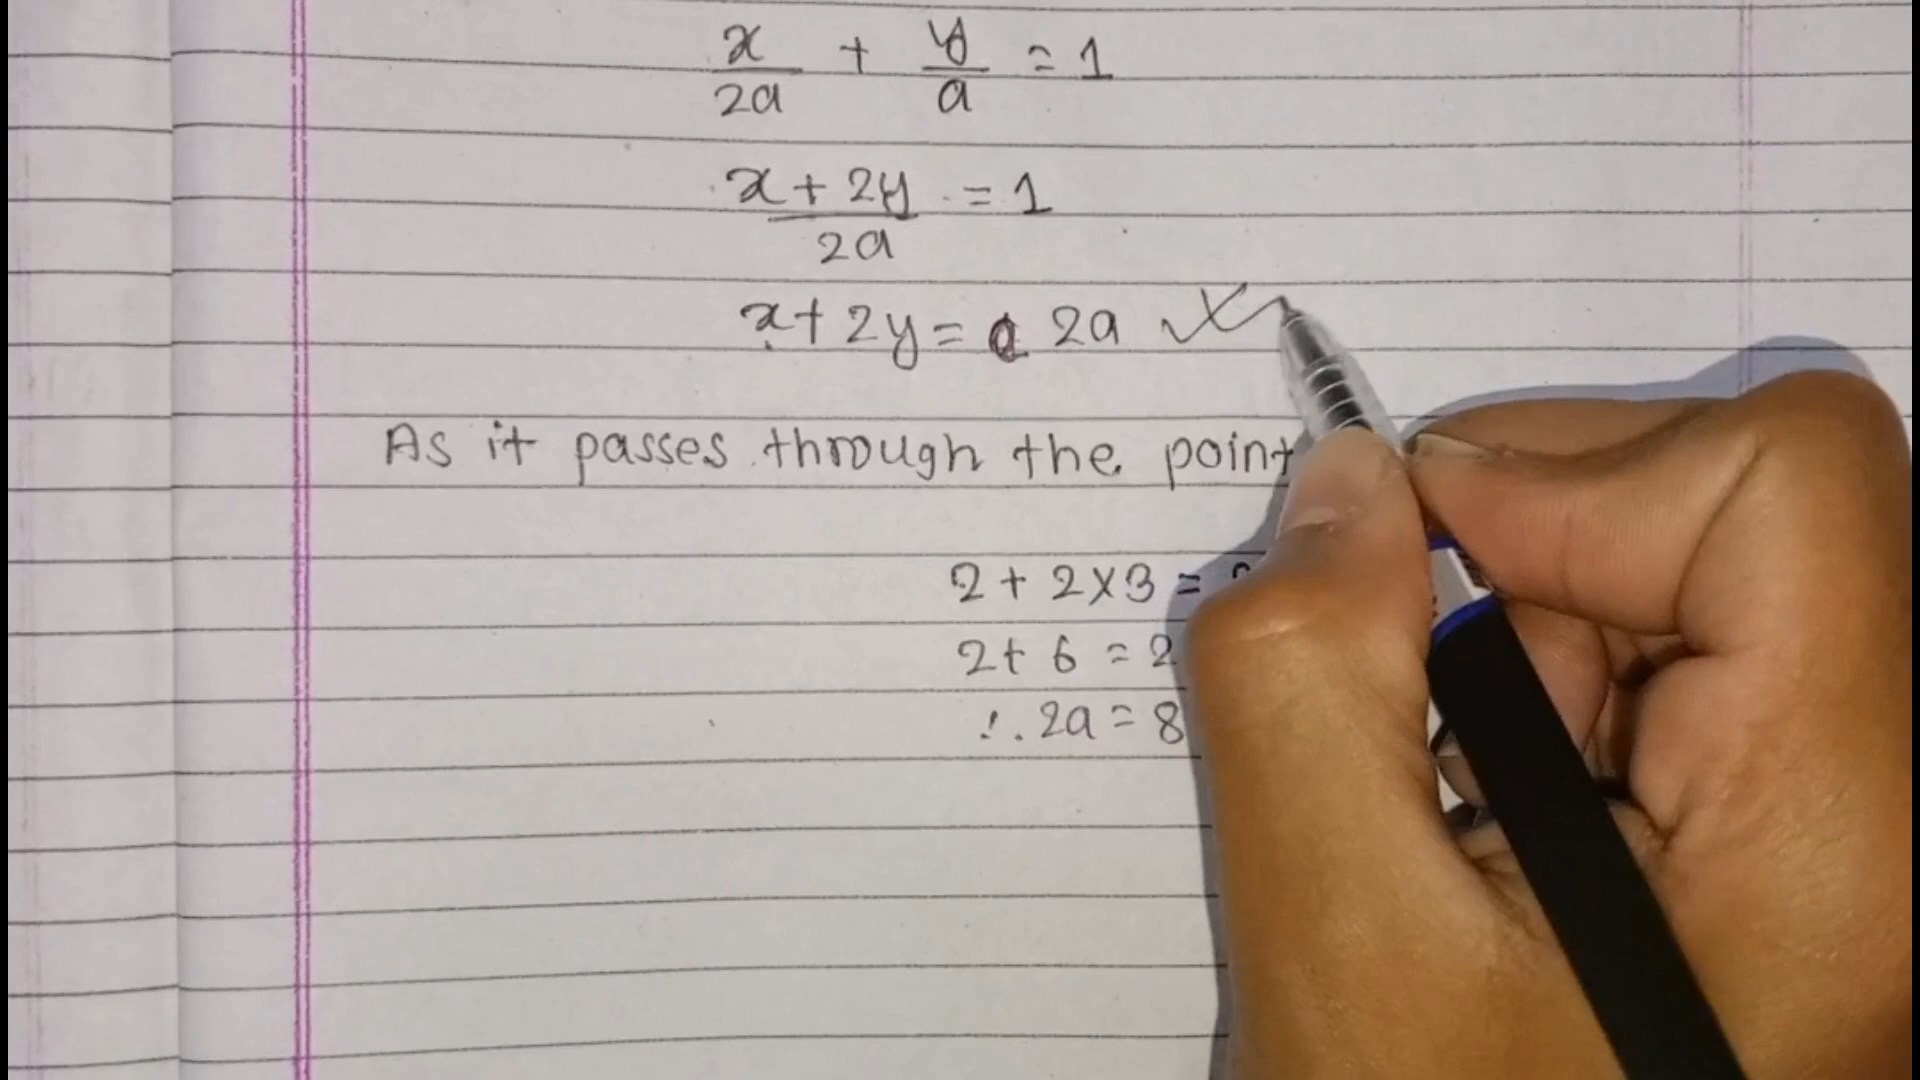 x/2a + y/a = 1
x + 2y / 2a = 1
x + 2y = 2a
As it passes through the point
2 + 2×3 =
2 + 6 = 2
∴ 2a = 8